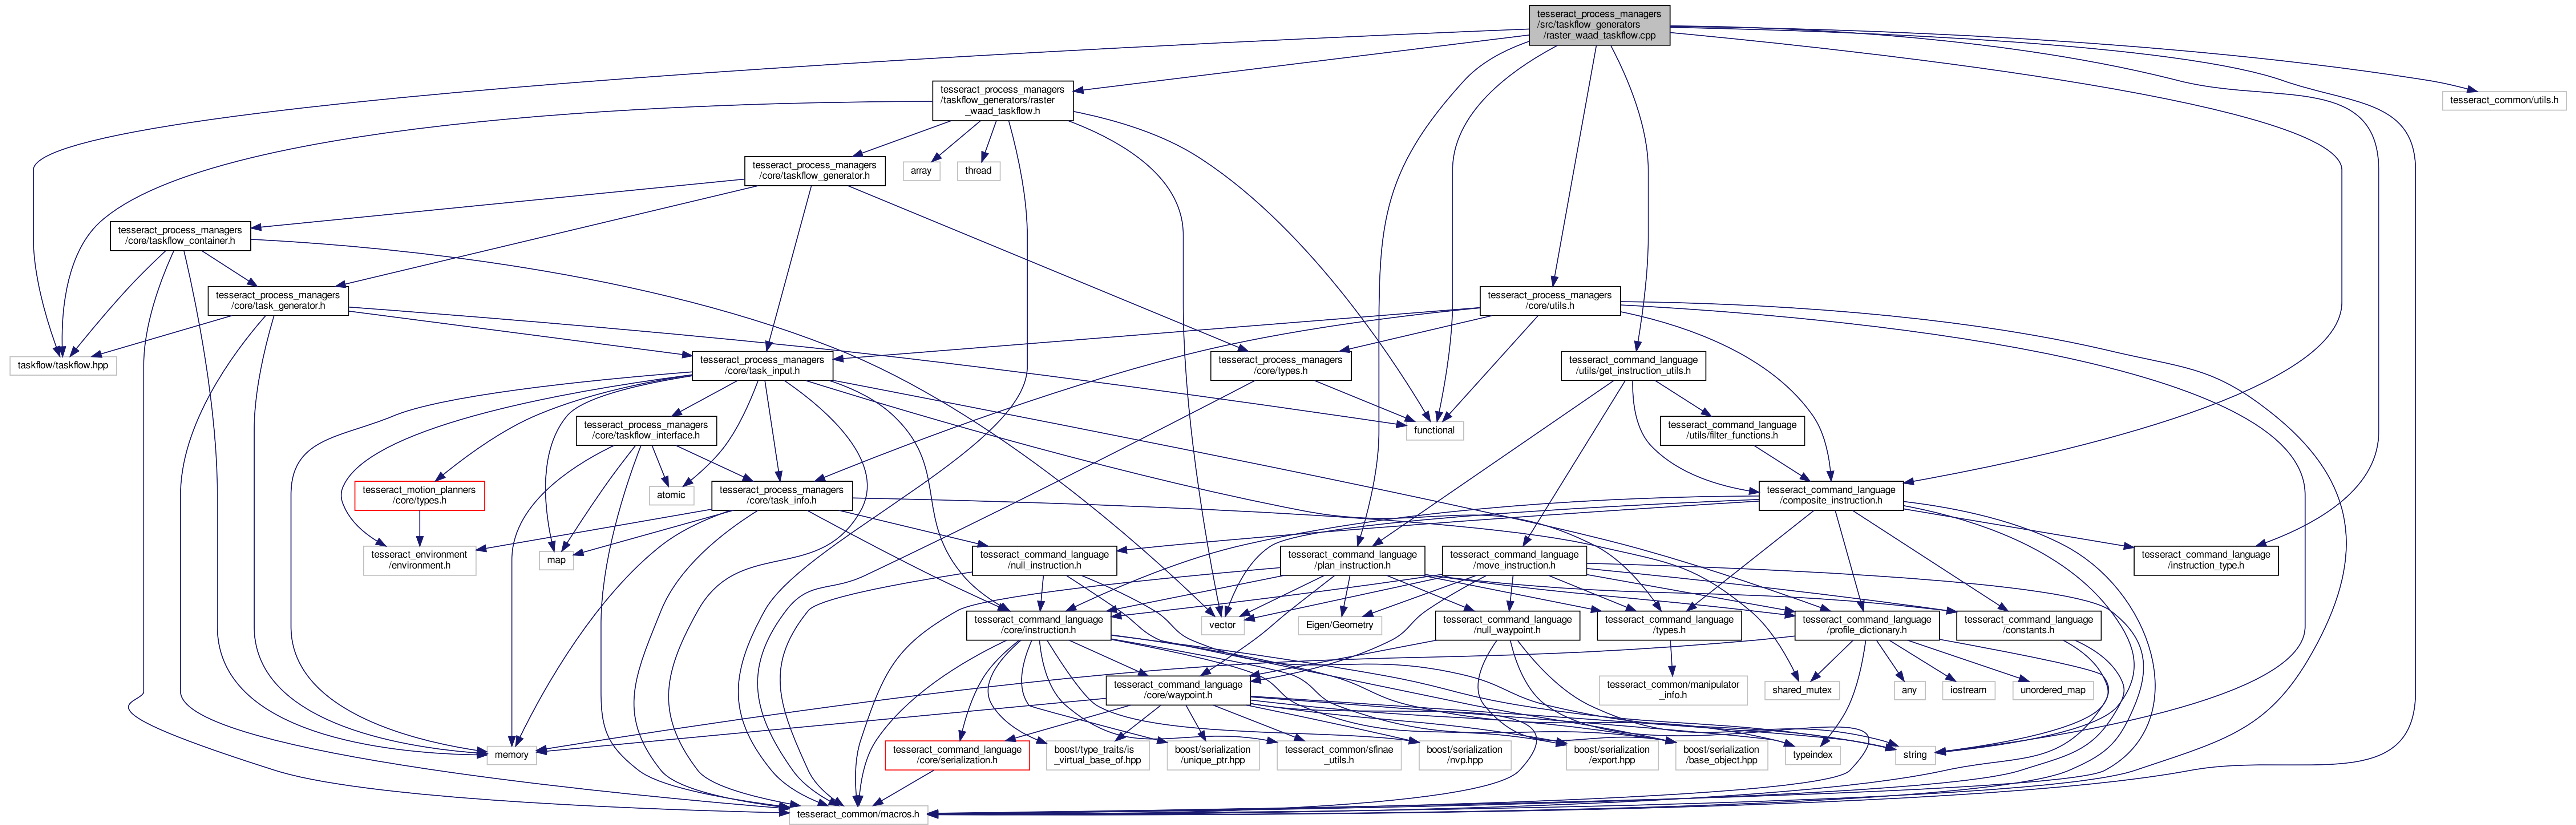 tesseract_process_managers
/src/taskflow_generators
/raster_waad_taskflow.cpp
tesseract_process_managers
/taskflow_generators/raster
_waad_taskflow.h
tesseract_common/utils.h
tesseract_process_managers
/core/taskflow_generator.h
array
thread
tesseract_process_managers
/core/taskflow_container.h
tesseract_process_managers
/core/task_generator.h
tesseract_process_managers
/core/utils.h
taskflow/taskflow.hpp
tesseract_process_managers
/core/task_input.h
tesseract_process_managers
/core/types.h
tesseract_command_language
/utils/get_instruction_utils.h
tesseract_process_managers
/core/taskflow_interface.h
functional
tesseract_command_language
/utils/filter_functions.h
tesseract_motion_planners
/core/types.h
atomic
tesseract_process_managers
/core/task_info.h
tesseract_command_language
/composite_instruction.h
tesseract_environment
/environment.h
map
tesseract_command_language
/null_instruction.h
tesseract_command_language
/plan_instruction.h
tesseract_command_language
/move_instruction.h
tesseract_command_language
/instruction_type.h
tesseract_command_language
/core/instruction.h
vector
Eigen/Geometry
tesseract_command_language
/null_waypoint.h
tesseract_command_language
/types.h
tesseract_command_language
/profile_dictionary.h
tesseract_command_language
/constants.h
tesseract_command_language
/core/waypoint.h
tesseract_common/manipulator
_info.h
shared_mutex
any
iostream
unordered_map
memory
tesseract_command_language
/core/serialization.h
boost/type_traits/is
_virtual_base_of.hpp
boost/serialization
/unique_ptr.hpp
tesseract_common/sfinae
_utils.h
boost/serialization
/nvp.hpp
boost/serialization
/export.hpp
boost/serialization
/base_object.hpp
typeindex
string
tesseract_common/macros.h